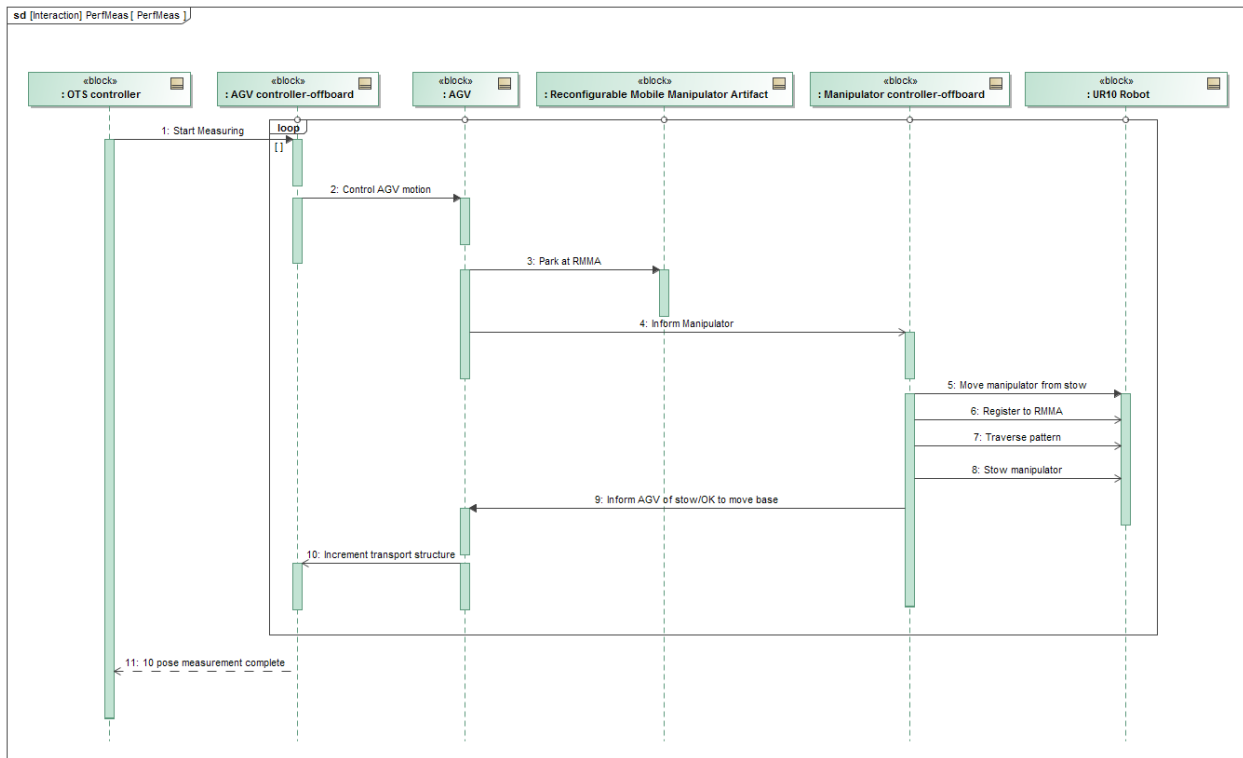 sd [Interaction] PerfMeas [ PerfMeas ]
«block»
: OTS controller
«block»
: AGV controller-offboard
«block»
: AGV
«block»
: Reconfigurable Mobile Manipulator Artifact
«block»
: Manipulator controller-offboard
«block»
: UR10 Robot
loop
[ ]
1: Start Measuring
2: Control AGV motion
3: Park at RMMA
4: Inform Manipulator
5: Move manipulator from stow
6: Register to RMMA
7: Traverse pattern
8: Stow manipulator
9: Inform AGV of stow/OK to move base
10: Increment transport structure
11: 10 pose measurement complete